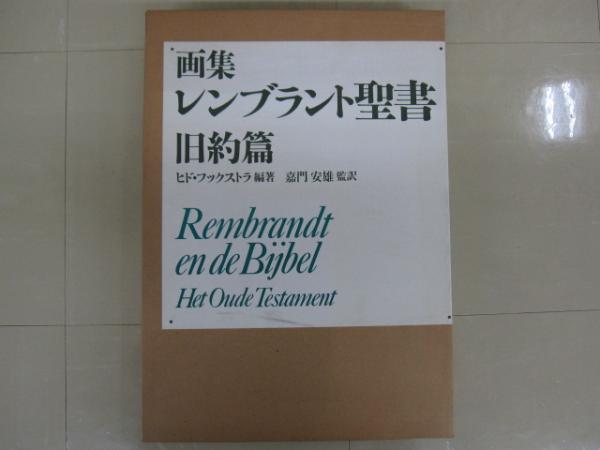 画集
レンブラント聖書
旧約篇
ヒド・フックストラ 編著 嘉門 安雄 監訳
Rembrandt
en de Bijbel
Het Oude Testament